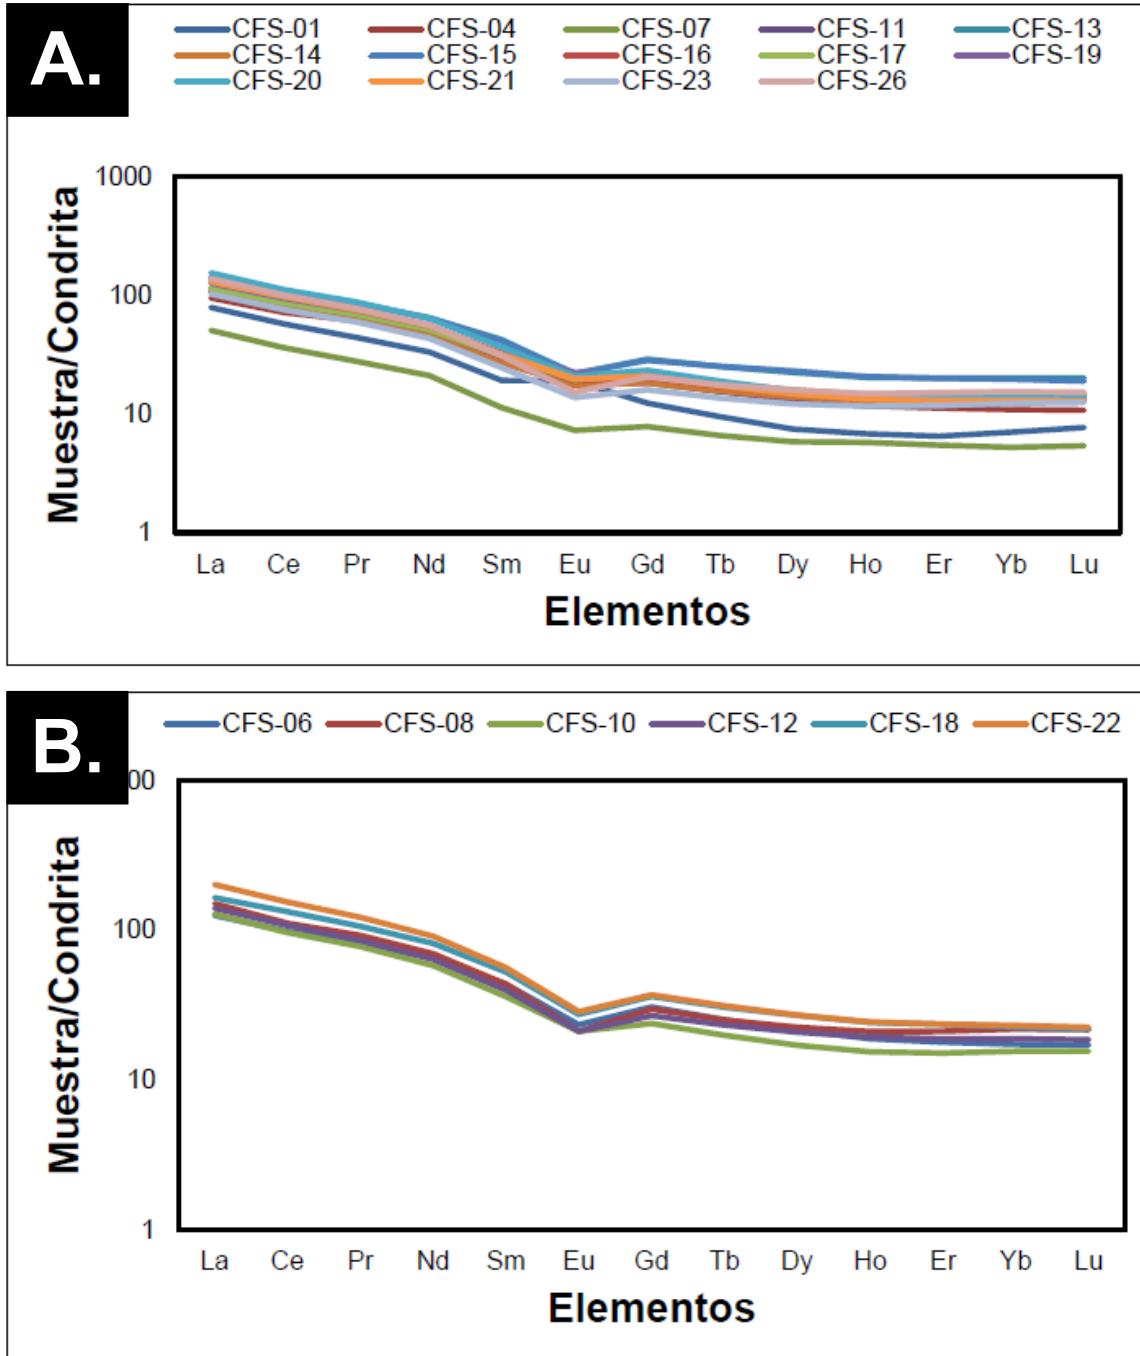 A.
CFS-01 CFS-04 CFS-07 CFS-11 CFS-13
CFS-14 CFS-15 CFS-16 CFS-17 CFS-19
CFS-20 CFS-21 CFS-23 CFS-26
Muestra/Condrita
1000
100
10
1
La Ce Pr Nd Sm Eu Gd Tb Dy Ho Er Yb Lu
Elementos
B.
CFS-06 CFS-08 CFS-10 CFS-12 CFS-18 CFS-22
Muestra/Condrita
00
100
10
1
La Ce Pr Nd Sm Eu Gd Tb Dy Ho Er Yb Lu
Elementos